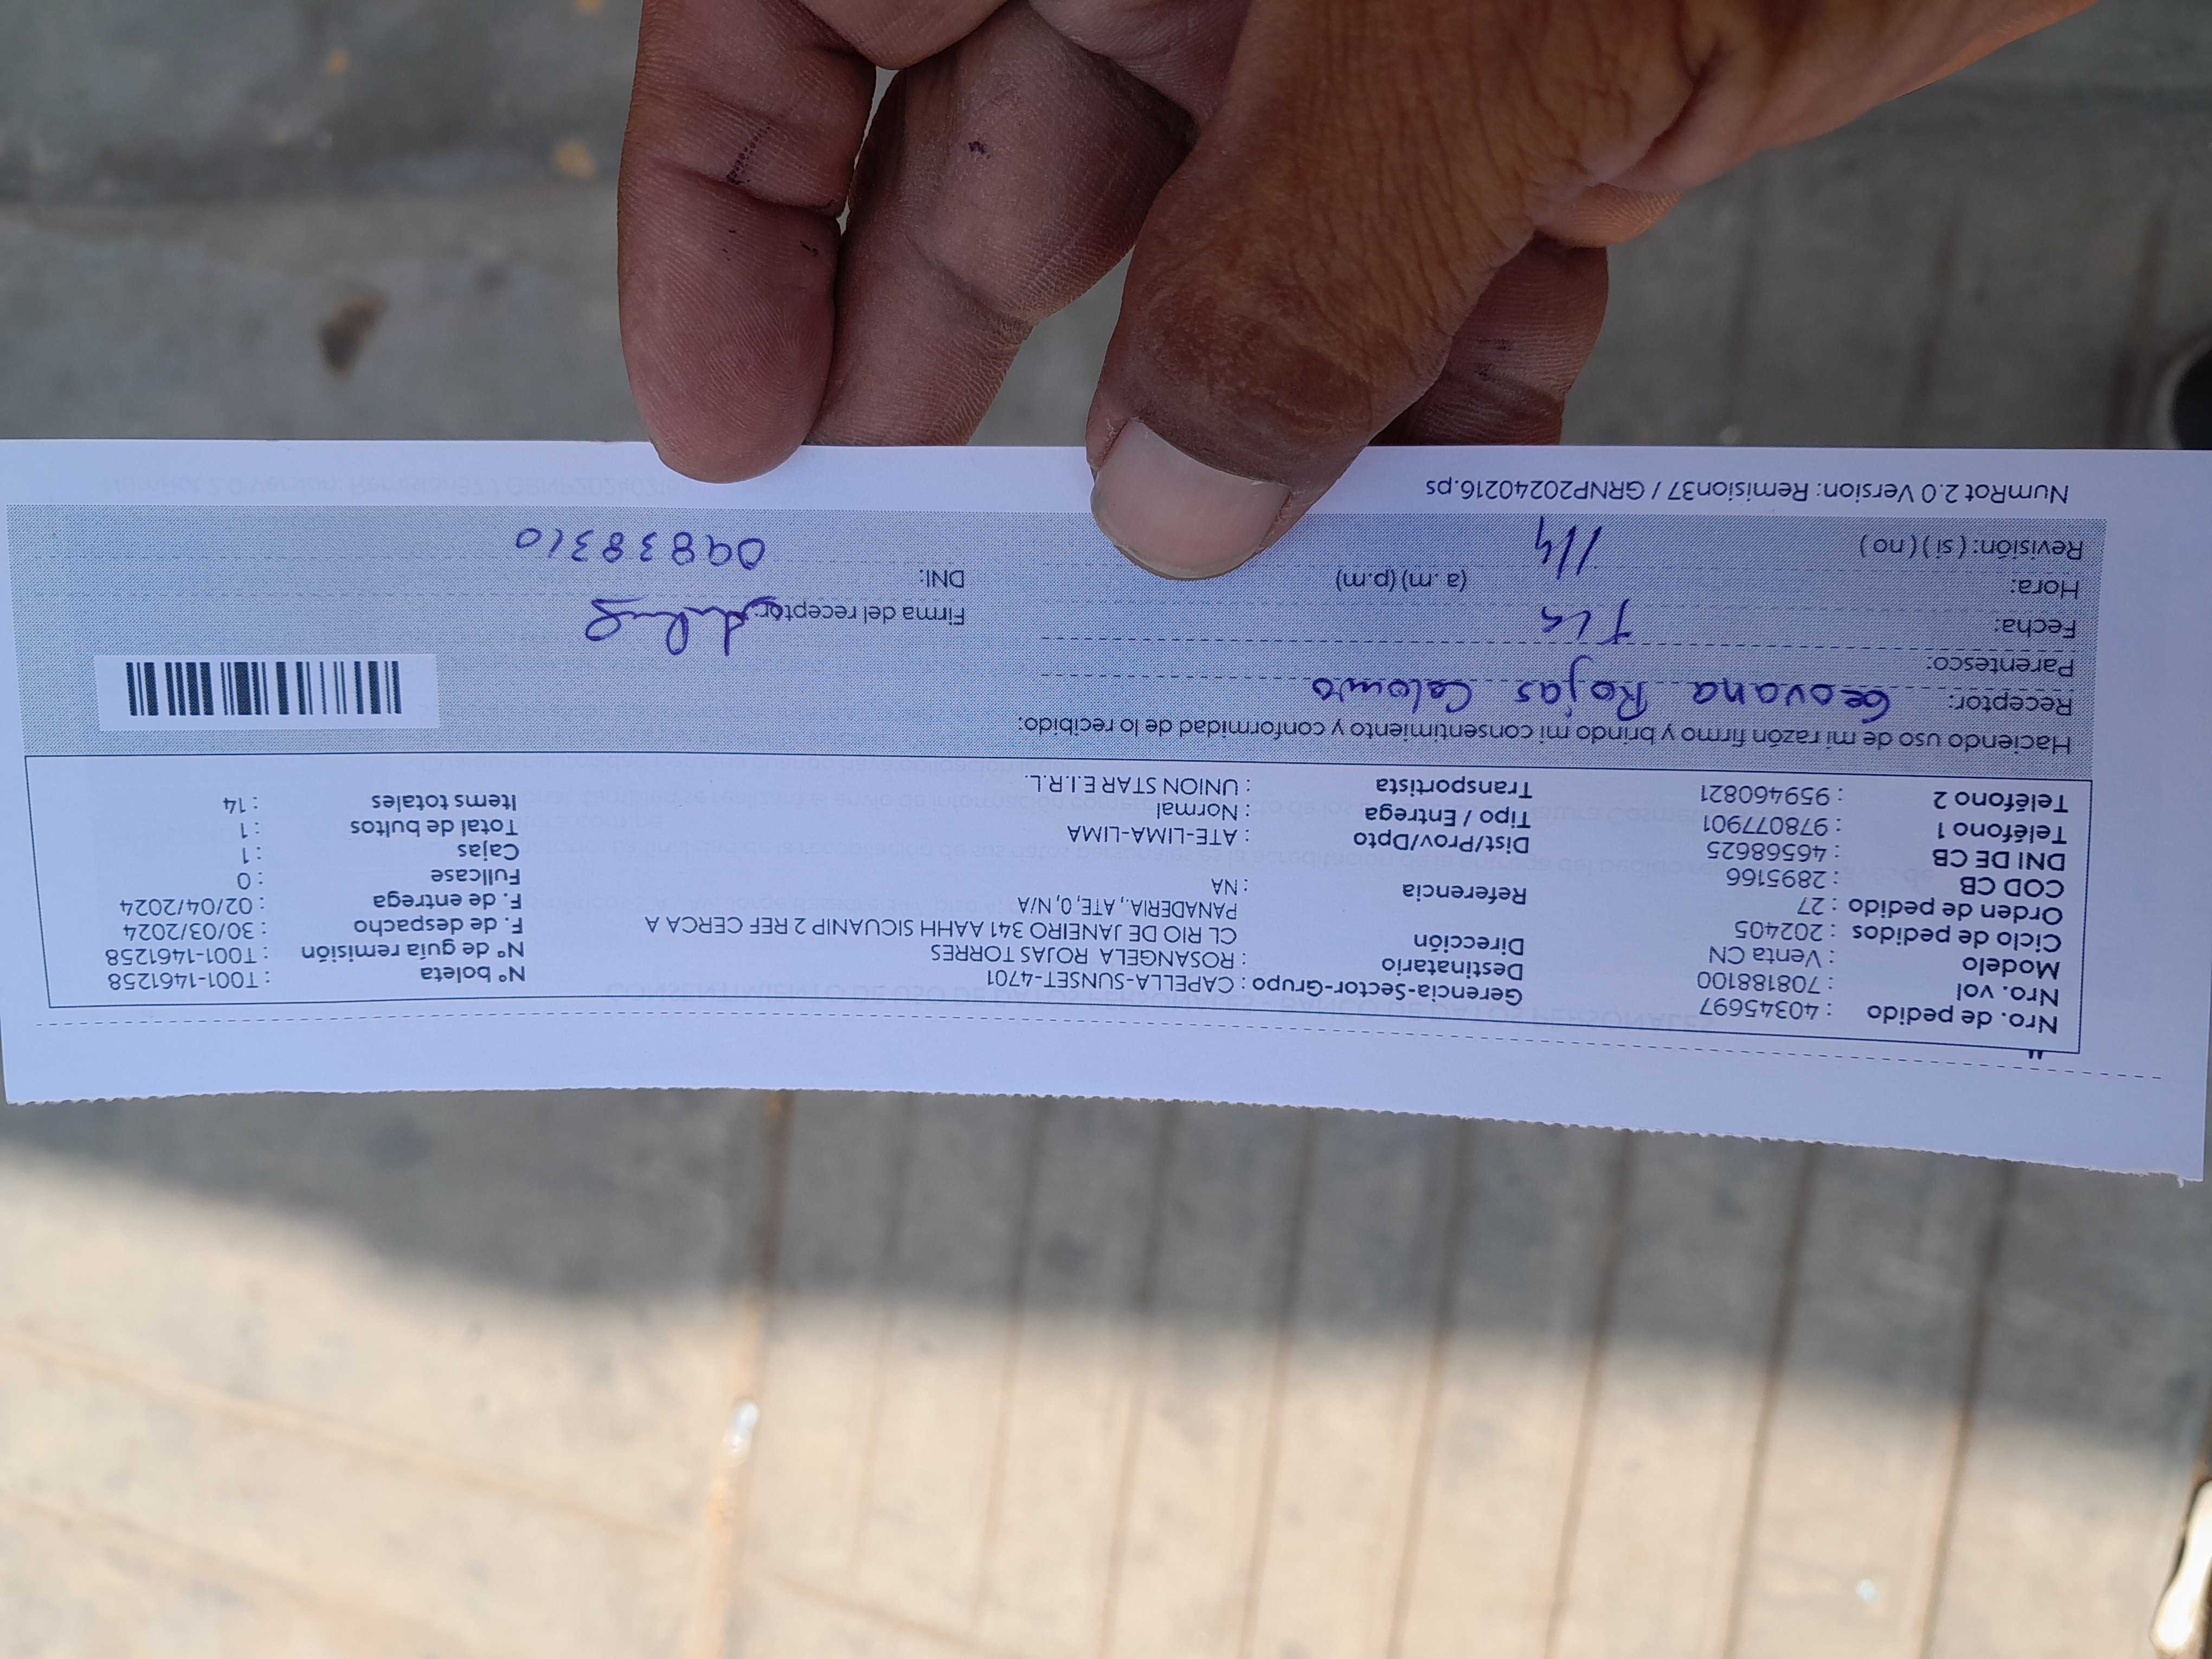 Nro. de pedido : 40345697
Nro. vol : 708188100
Modelo : Venta CN
Ciclo de pedidos : 202405
Orden de pedido : 27
COD CB : 2895166
DNI DE CB : 46568625
Teléfono 1 : 978077901
Teléfono 2 : 959460821
Gerencia-Sector-Grupo : CAPELLA-SUNSET-4701
Destinatario : ROSANGELA ROJAS TORRES
Dirección CL RIO DE JANEIRO 341 AAHH SICUANIP 2 REF CERCA A
PANADERIA., ATE, 0, N/A
Referencia : NA
Dist/Prov/Dpto : ATE-LIMA-LIMA
Tipo / Entrega : Normal
Transportista : UNION STAR E.I.R.L.
N° boleta : T001-1461258
N° de guía remisión : T001-1461258
F. de despacho : 30/03/2024
F. de entrega : 02/04/2024
Fullcase : 0
Cajas : 1
Total de bultos : 1
Items totales : 14
Haciendo uso de mi razón firmo y brindo mi consentimiento y conformidad de lo recibido:
Receptor: Geovana Rojas
Parentesco:
Fecha:
Hora: (a .m) (p.m)
Revisión: ( si ) ( no ) 1/4
Firma del receptor:
DNI: 09838310
NumRot 2.0 Version: Remision37 / GRNP20240216.ps